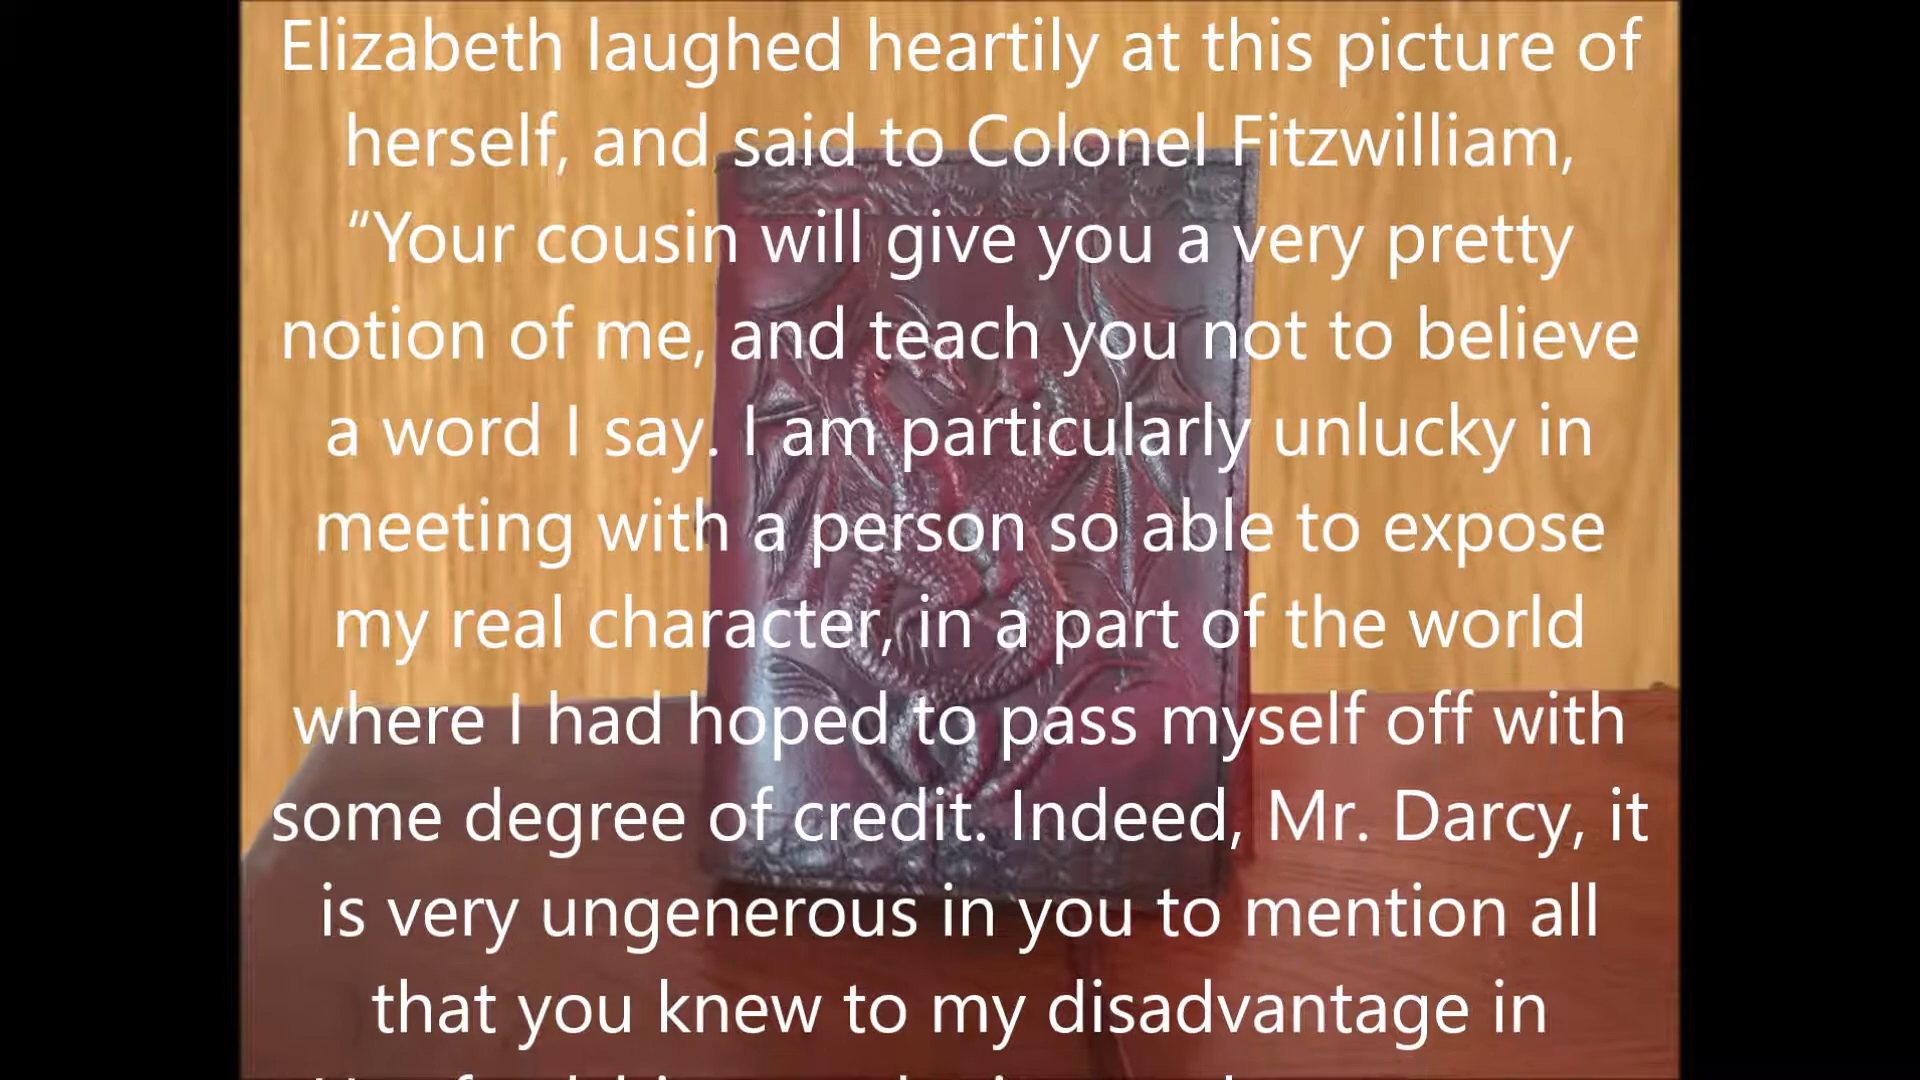 Elizabeth laughed heartily at this picture of
herself, and said to Colonel Fitzwilliam,
“Your cousin will give you a very pretty
notion of me, and teach you not to believe
a word I say. I am particularly unlucky in
meeting with a person so able to expose
my real character, in a part of the world
where I had hoped to pass myself off with
some degree of credit. Indeed, Mr. Darcy, it
is very ungenerous in you to mention all
that you knew to my disadvantage in